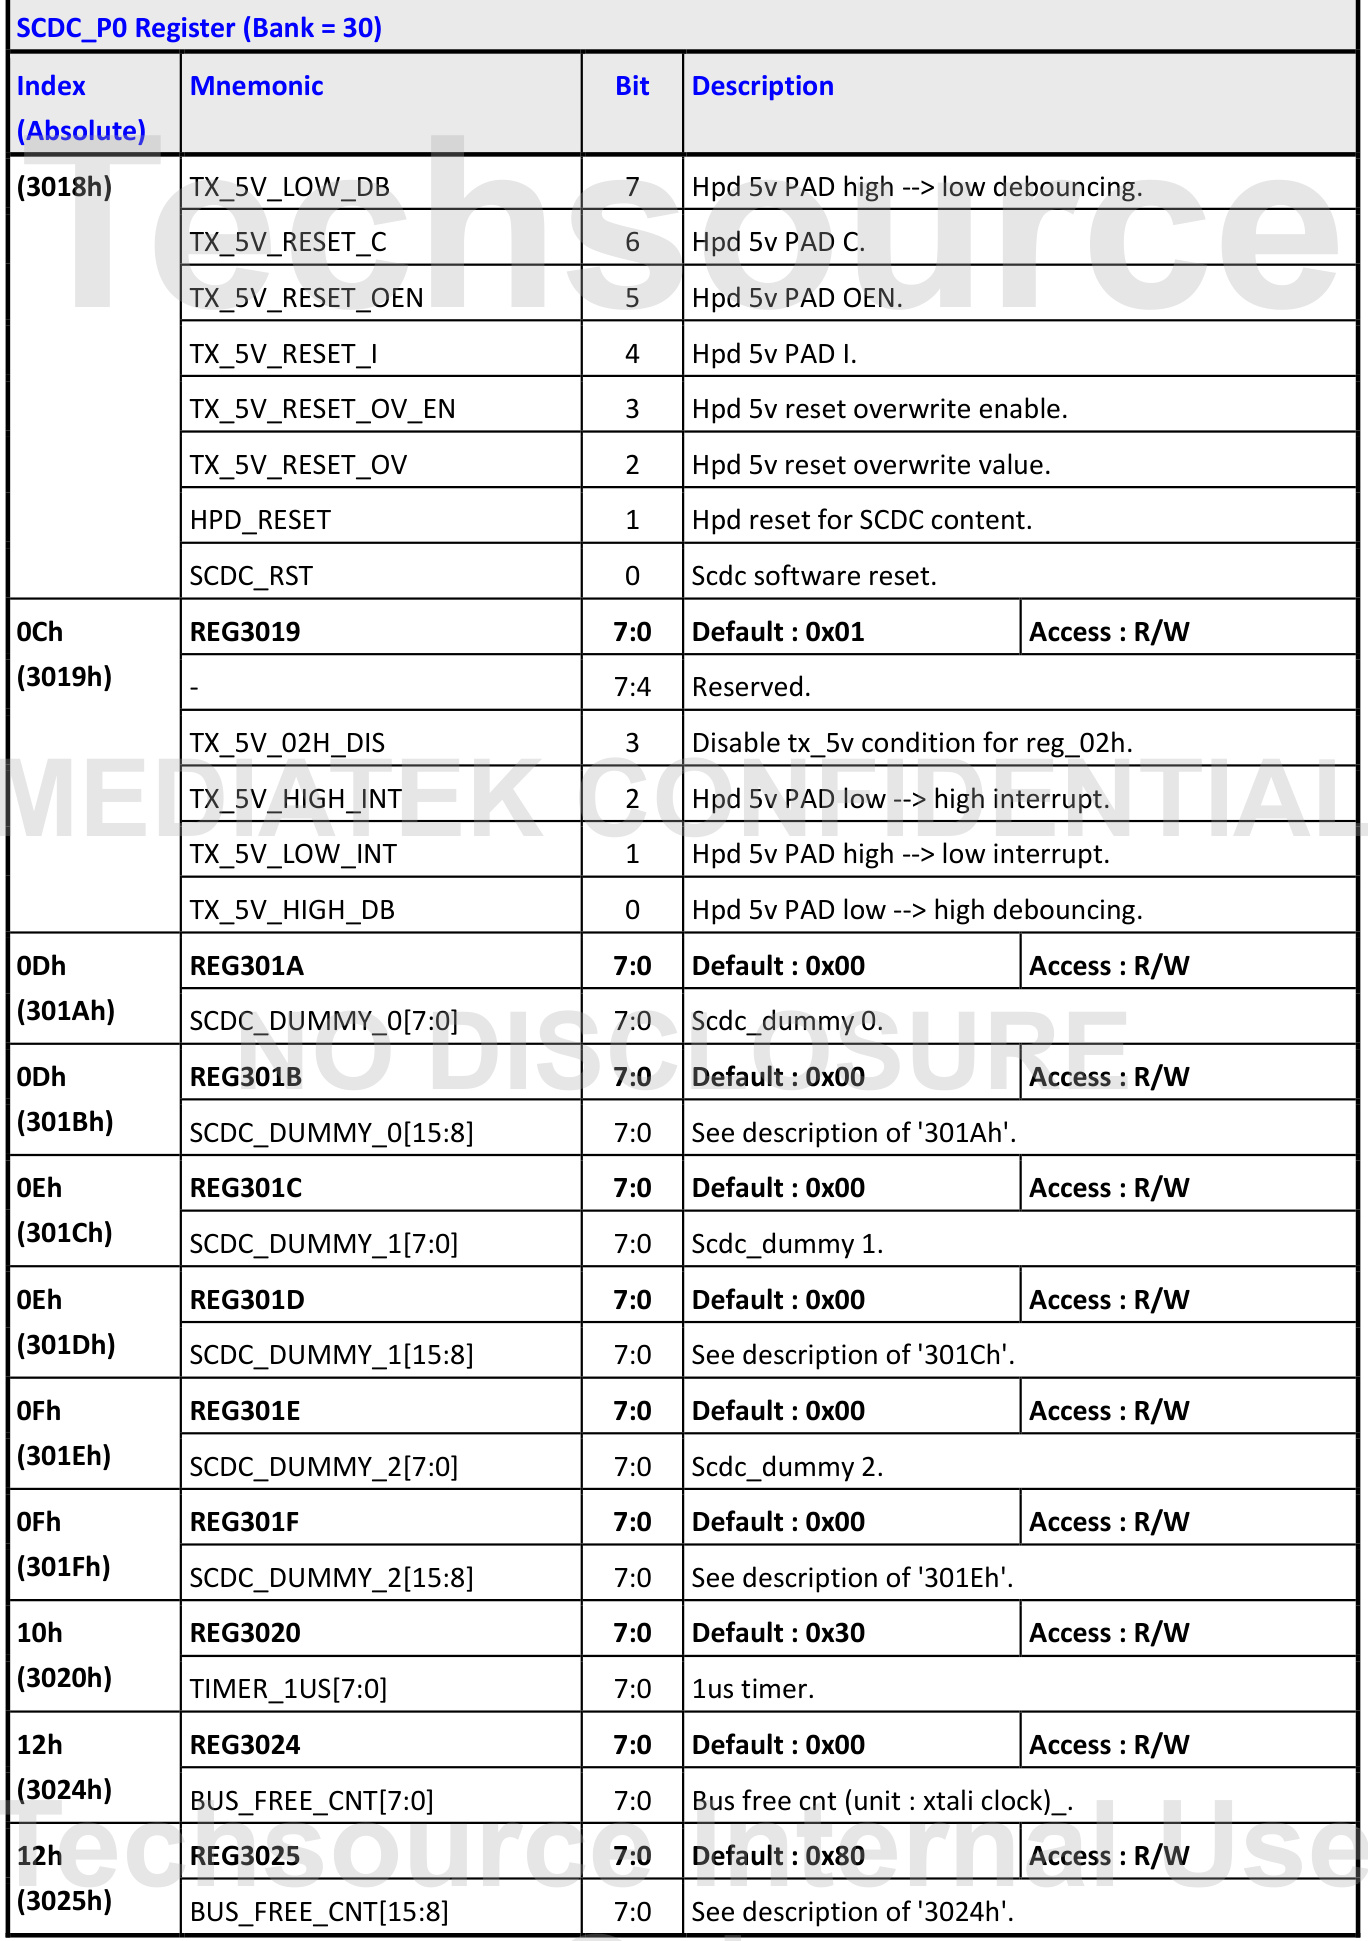 SCDC_P0 Register (Bank = 30)
Index (Absolute) Mnemonic Bit Description
(3018h) TX_5V_LOW_DB 7 Hpd 5v PAD high --> low debouncing.
TX_5V_RESET_C 6 Hpd 5v PAD C.
TX_5V_RESET_OEN 5 Hpd 5v PAD OEN.
TX_5V_RESET_I 4 Hpd 5v PAD I.
TX_5V_RESET_OV_EN 3 Hpd 5v reset overwrite enable.
TX_5V_RESET_OV 2 Hpd 5v reset overwrite value.
HPD_RESET 1 Hpd reset for SCDC content.
SCDC_RST 0 Scdc software reset.
0Ch REG3019 7:0 Default : 0x01 Access : R/W
(3019h) - 7:4 Reserved.
TX_5V_02H_DIS 3 Disable tx_5v condition for reg_02h.
TX_5V_HIGH_INT 2 Hpd 5v PAD low --> high interrupt.
TX_5V_LOW_INT 1 Hpd 5v PAD high --> low interrupt.
TX_5V_HIGH_DB 0 Hpd 5v PAD low --> high debouncing.
0Dh REG301A 7:0 Default : 0x00 Access : R/W
(301Ah) SCDC_DUMMY_0[7:0] 7:0 Scdc_dummy 0.
0Dh REG301B 7:0 Default : 0x00 Access : R/W
(301Bh) SCDC_DUMMY_0[15:8] 7:0 See description of '301Ah'.
0Eh REG301C 7:0 Default : 0x00 Access : R/W
(301Ch) SCDC_DUMMY_1[7:0] 7:0 Scdc_dummy 1.
0Eh REG301D 7:0 Default : 0x00 Access : R/W
(301Dh) SCDC_DUMMY_1[15:8] 7:0 See description of '301Ch'.
0Fh REG301E 7:0 Default : 0x00 Access : R/W
(301Eh) SCDC_DUMMY_2[7:0] 7:0 Scdc_dummy 2.
0Fh REG301F 7:0 Default : 0x00 Access : R/W
(301Fh) SCDC_DUMMY_2[15:8] 7:0 See description of '301Eh'.
10h REG3020 7:0 Default : 0x30 Access : R/W
(3020h) TIMER_1US[7:0] 7:0 1us timer.
12h REG3024 7:0 Default : 0x00 Access : R/W
(3024h) BUS_FREE_CNT[7:0] 7:0 Bus free cnt (unit : xtali clock)_.
12h REG3025 7:0 Default : 0x80 Access : R/W
(3025h) BUS_FREE_CNT[15:8] 7:0 See description of '3024h'.
Techsource
MEDIATEK CONFIDENTIAL
NO DISCLOSURE
Techsource Internal Use